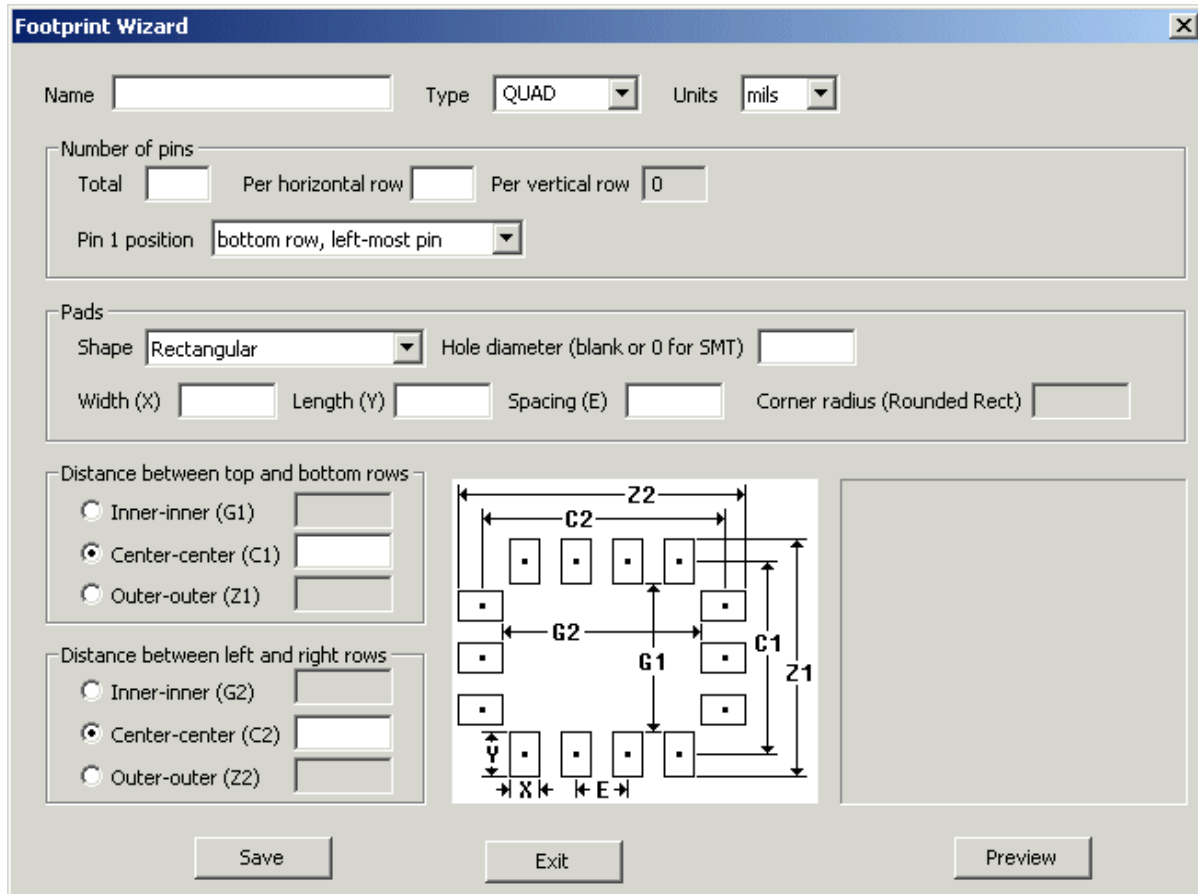 Footprint Wizard
Name Type QUAD Units mils
Number of pins
Total Per horizontal row Per vertical row 0
Pin 1 position bottom row, left-most pin
Pads
Shape Rectangular Hole diameter (blank or 0 for SMT)
Width (X) Length (Y) Spacing (E) Corner radius (Rounded Rect)
Distance between top and bottom rows
Inner-inner (G1)
Center-center (C1)
Outer-outer (Z1)
Distance between left and right rows
Inner-inner (G2)
Center-center (C2)
Outer-outer (Z2)
Z2
C2
G2
G1
C1
Z1
Y
X
E
Save Exit Preview